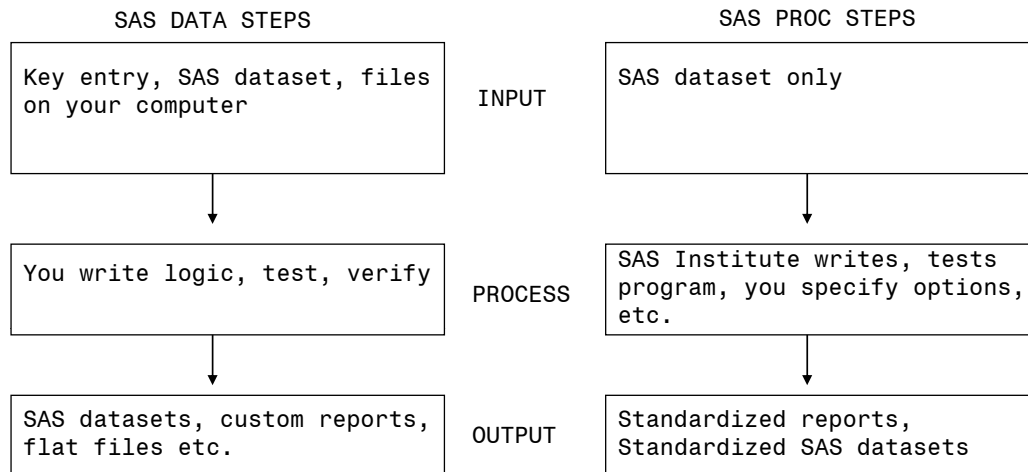 SAS DATA STEPS
SAS PROC STEPS
Key entry, SAS dataset, files
on your computer
INPUT
SAS dataset only
You write logic, test, verify
PROCESS
SAS Institute writes, tests
program, you specify options,
etc.
SAS datasets, custom reports,
flat files etc.
OUTPUT
Standardized reports,
Standardized SAS datasets